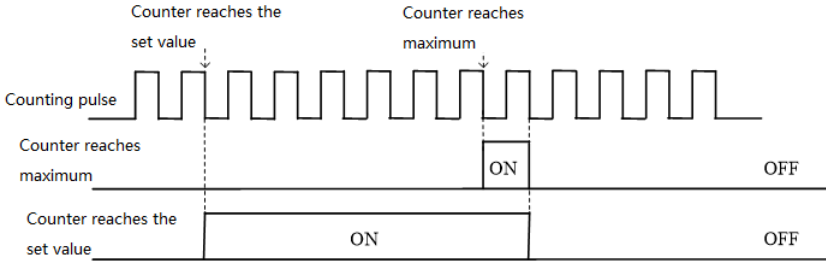 Counter reaches the
set value
Counter reaches
maximum
Counting pulse
Counter reaches
maximum
ON
OFF
Counter reaches the
set value
ON
OFF